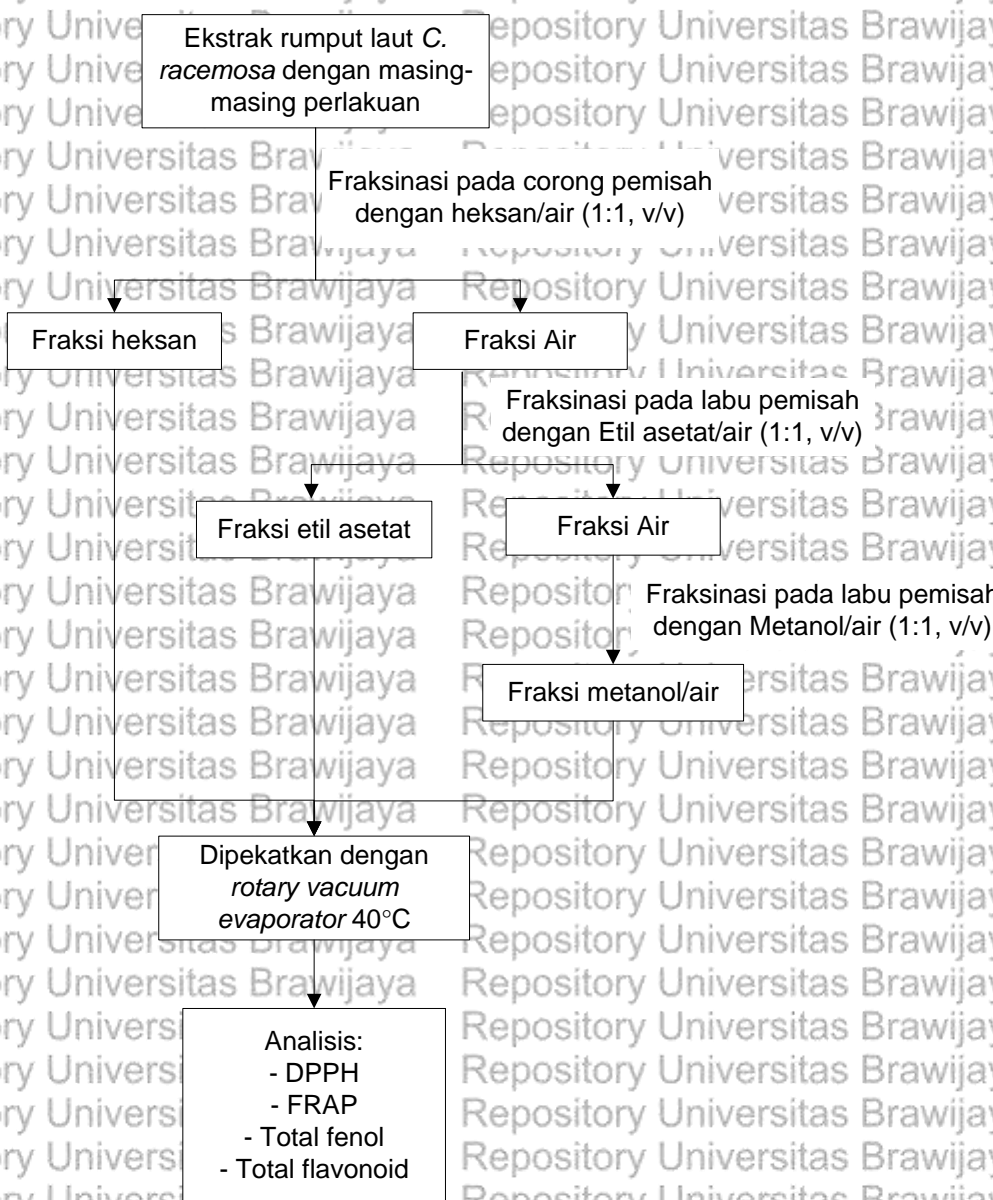 Ekstrak rumput laut C.
racemosa dengan masing-
masing perlakuan
Fraksinasi pada corong pemisah
dengan heksan/air (1:1, v/v)
Fraksi heksan
Fraksi Air
Fraksinasi pada labu pemisah
dengan Etil asetat/air (1:1, v/v)
Fraksi etil asetat
Fraksi Air
Fraksinasi pada labu pemisah
dengan Metanol/air (1:1, v/v)
Fraksi metanol/air
Dipekatkan dengan
rotary vacuum
evaporator 40°C
Analisis:
- DPPH
- FRAP
- Total fenol
- Total flavonoid
Repository Universitas Brawijaya